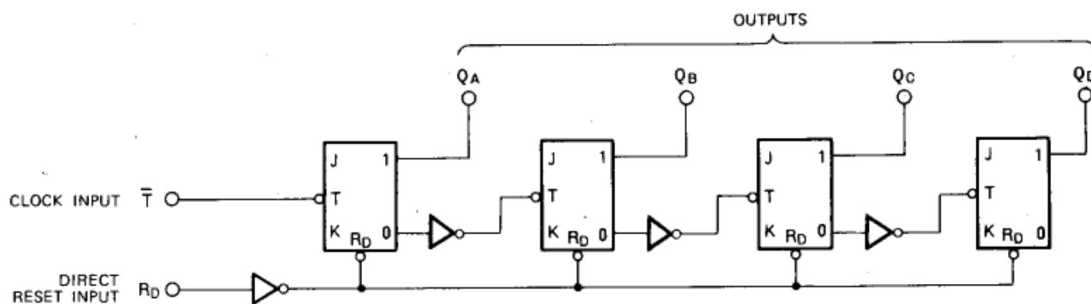 OUTPUTS
QA QB QC QD
J 1 J 1 J 1 J 1
CLOCK INPUT T̅ T T T T
K RD 0 K RD 0 K RD 0 K RD 0
DIRECT
RESET INPUT RD